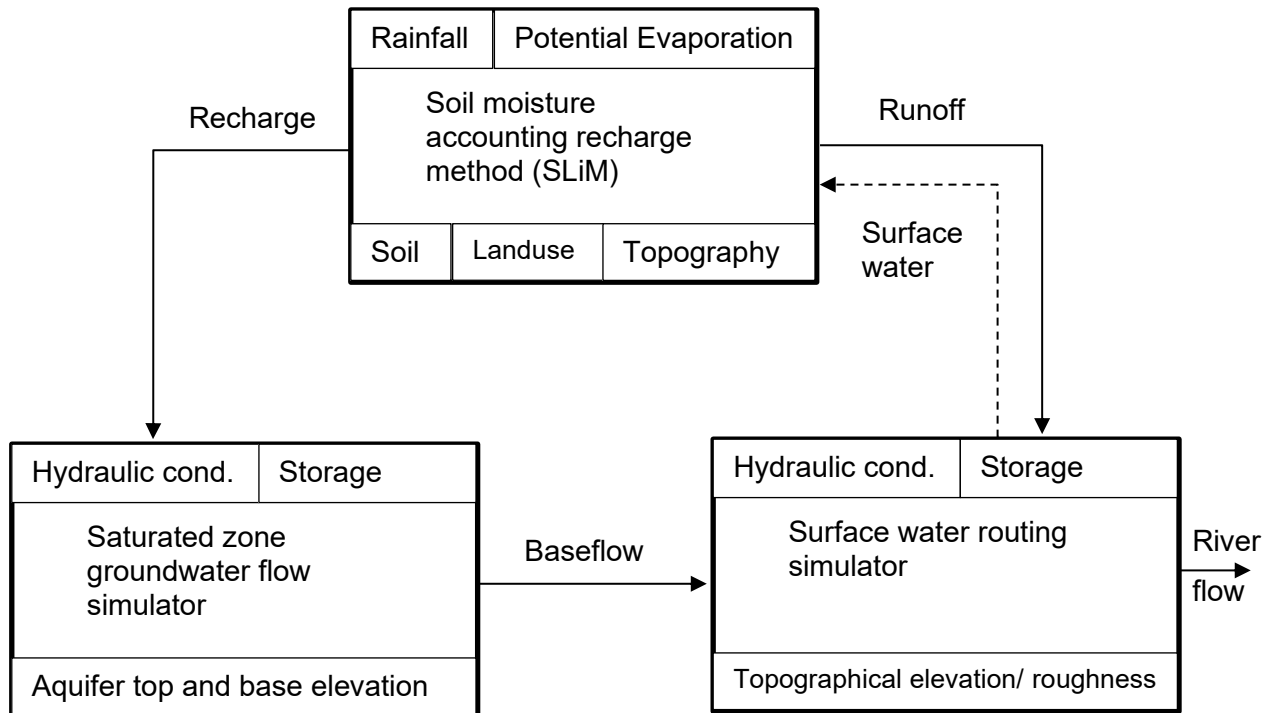 Rainfall
Potential Evaporation
Soil moisture
accounting recharge
method (SLiM)
Soil
Landuse
Topography
Recharge
Runoff
Surface
water
Hydraulic cond.
Storage
Saturated zone
groundwater flow
simulator
Aquifer top and base elevation
Baseflow
Hydraulic cond.
Storage
Surface water routing
simulator
Topographical elevation/ roughness
River
flow